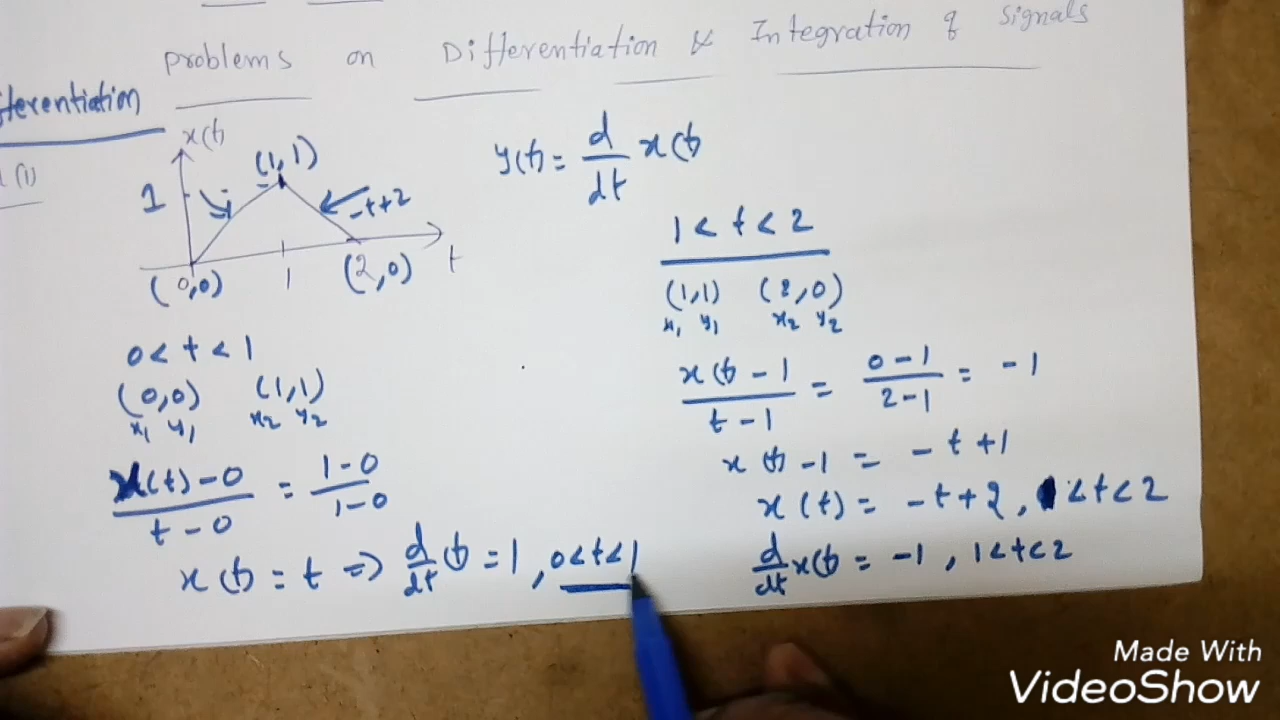 problems on Differentiation & Integration of Signals
fferentiation
(1)
x(t)
(1,1)
1
-t+2
(0,0)
1
(2,0)
t
y(t) = d/dt x(t)
0 < t < 1
(0,0) (1,1)
x₁ y₁ x₂ y₂
x(t) - 0 / t - 0 = 1 - 0 / 1 - 0
x(t) = t => d/dt (t) = 1, 0<t<1
1 < t < 2
(1,1) (2,0)
x₁ y₁ x₂ y₂
x(t) - 1 / t - 1 = 0 - 1 / 2 - 1 = -1
x(t) - 1 = -t + 1
x(t) = -t + 2, 1 < t < 2
d/dt x(t) = -1, 1<t<2
Made With
VideoShow